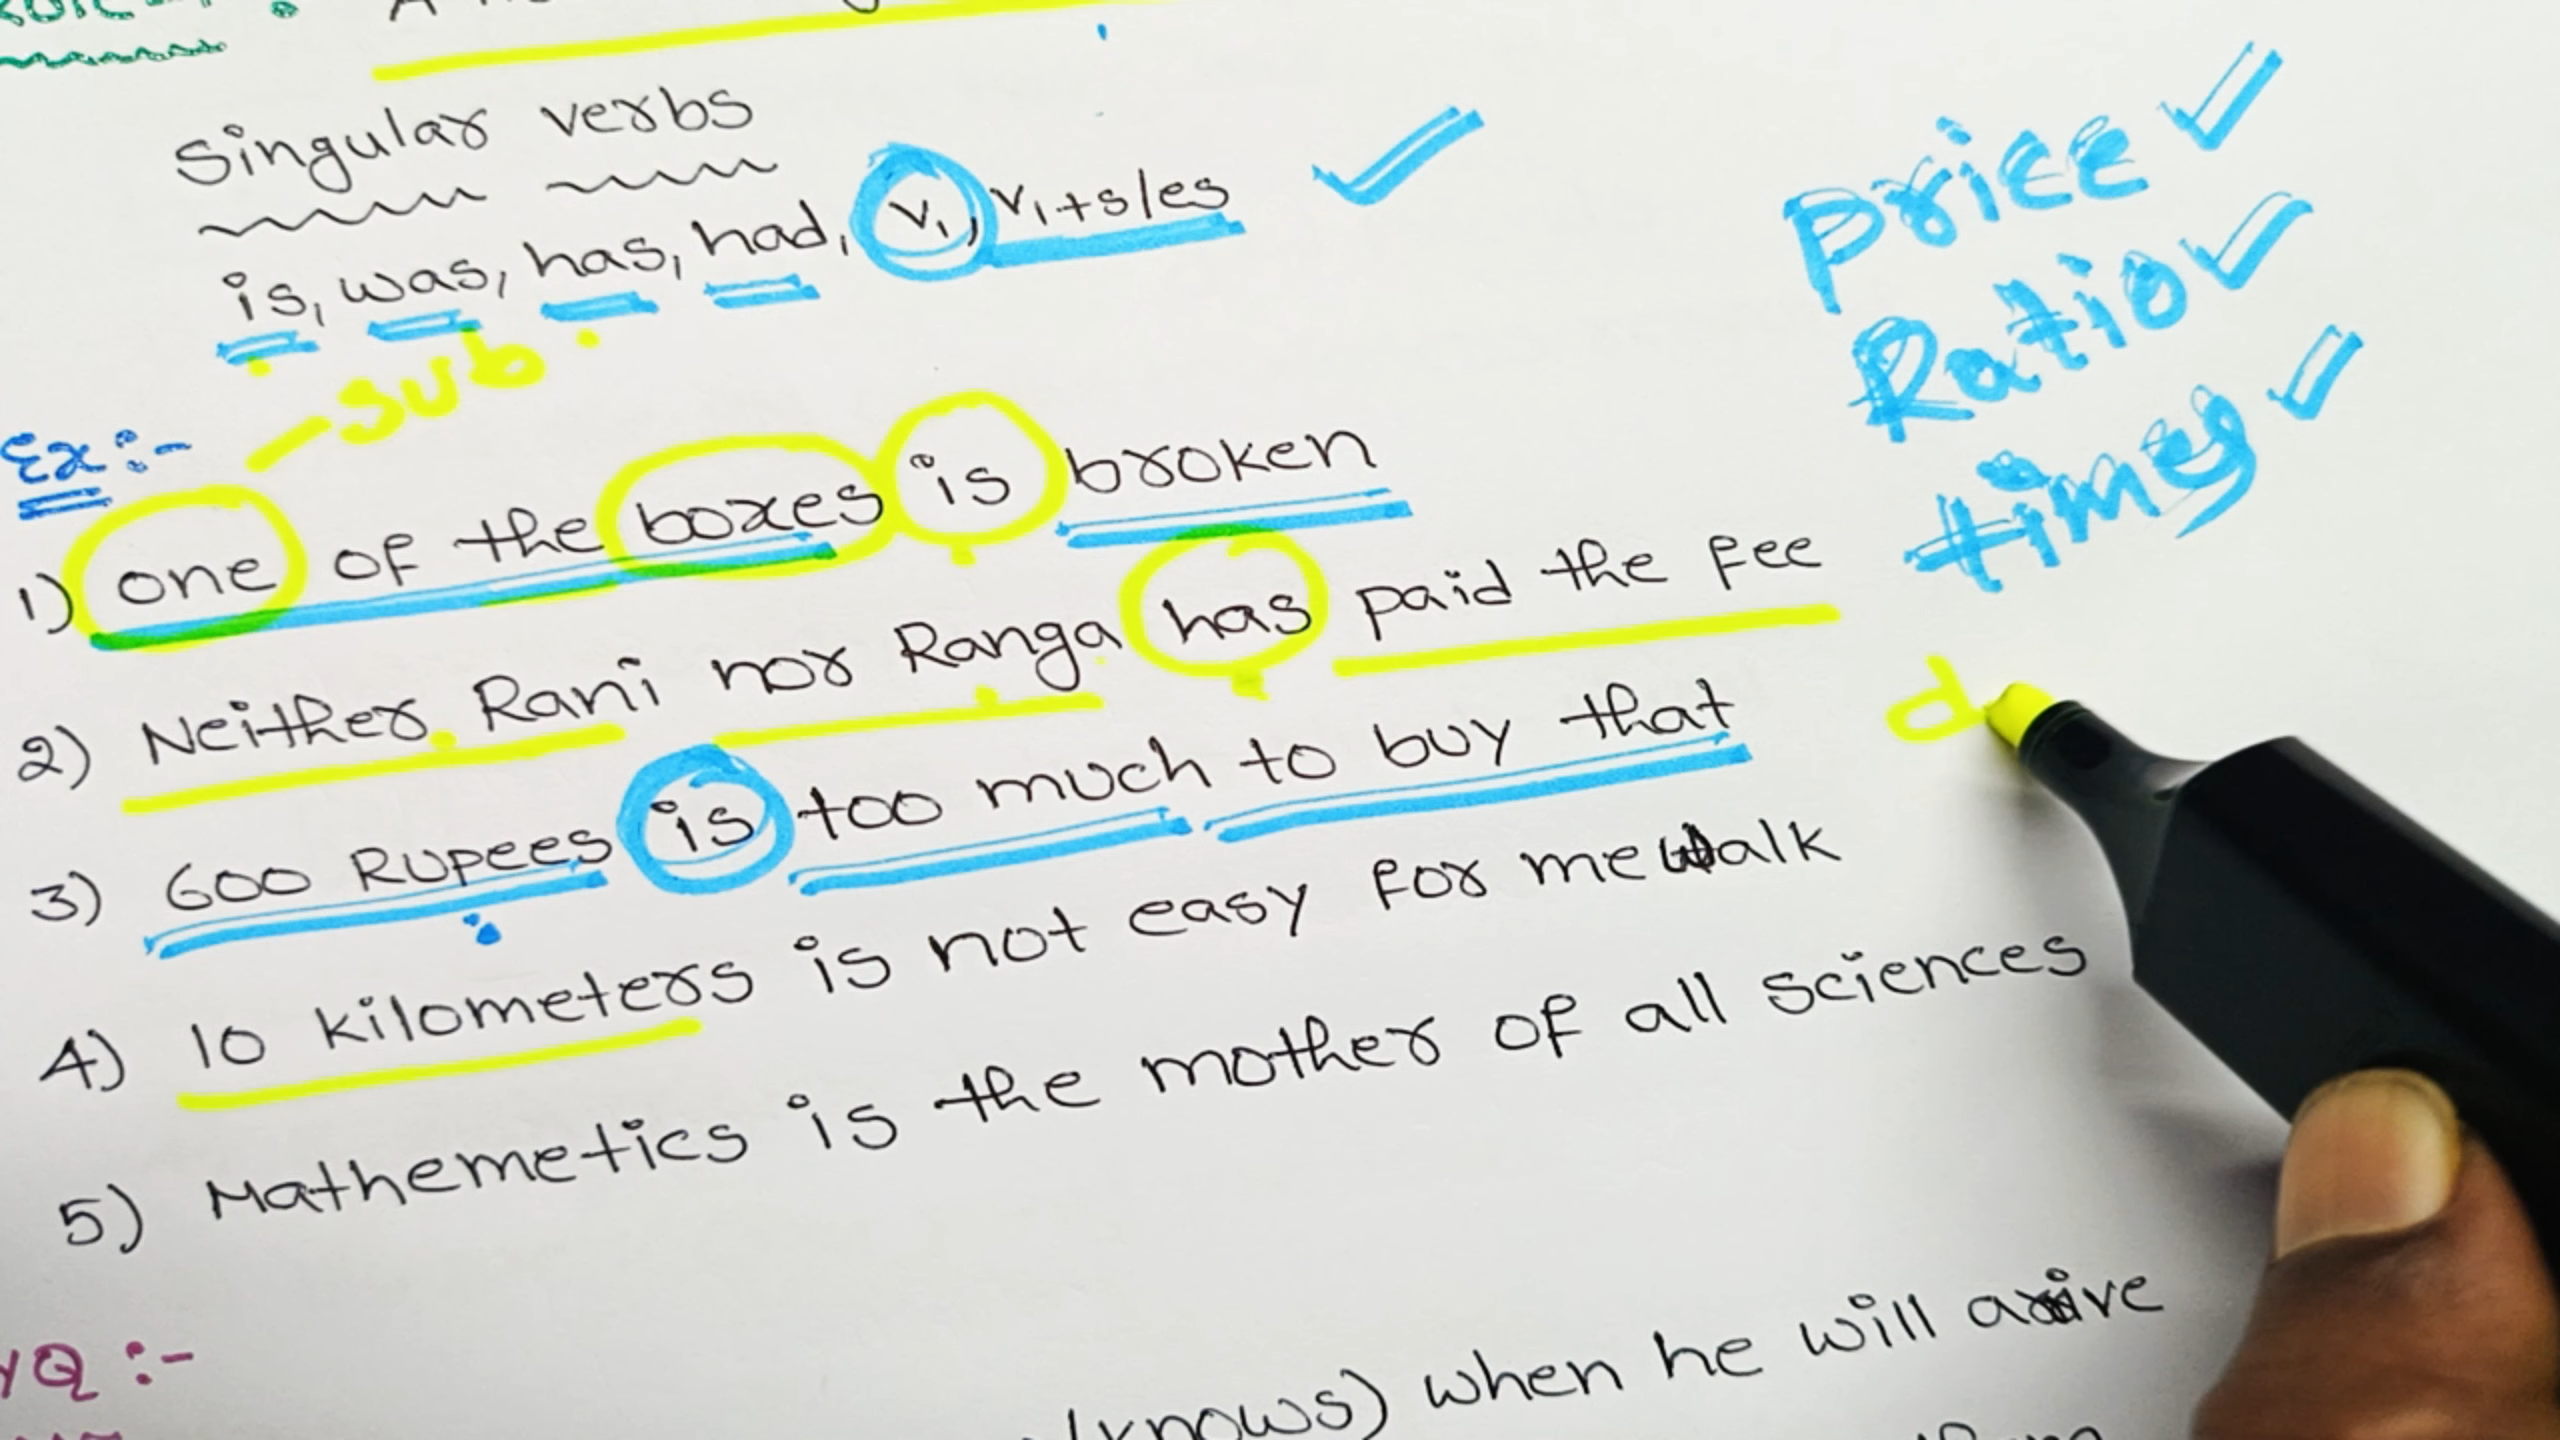 Singular verbs
is, was, has, had, v1, v1+s/es
sub
Ex:-
1) one of the boxes is broken
2) Neither Rani nor Ranga has paid the fee
3) 600 Rupees is too much to buy that
4) 10 kilometers is not easy for me walk
5) Mathemetics is the mother of all sciences
Price
Ratio
times
d
YQ :-
(knows) when he will arive